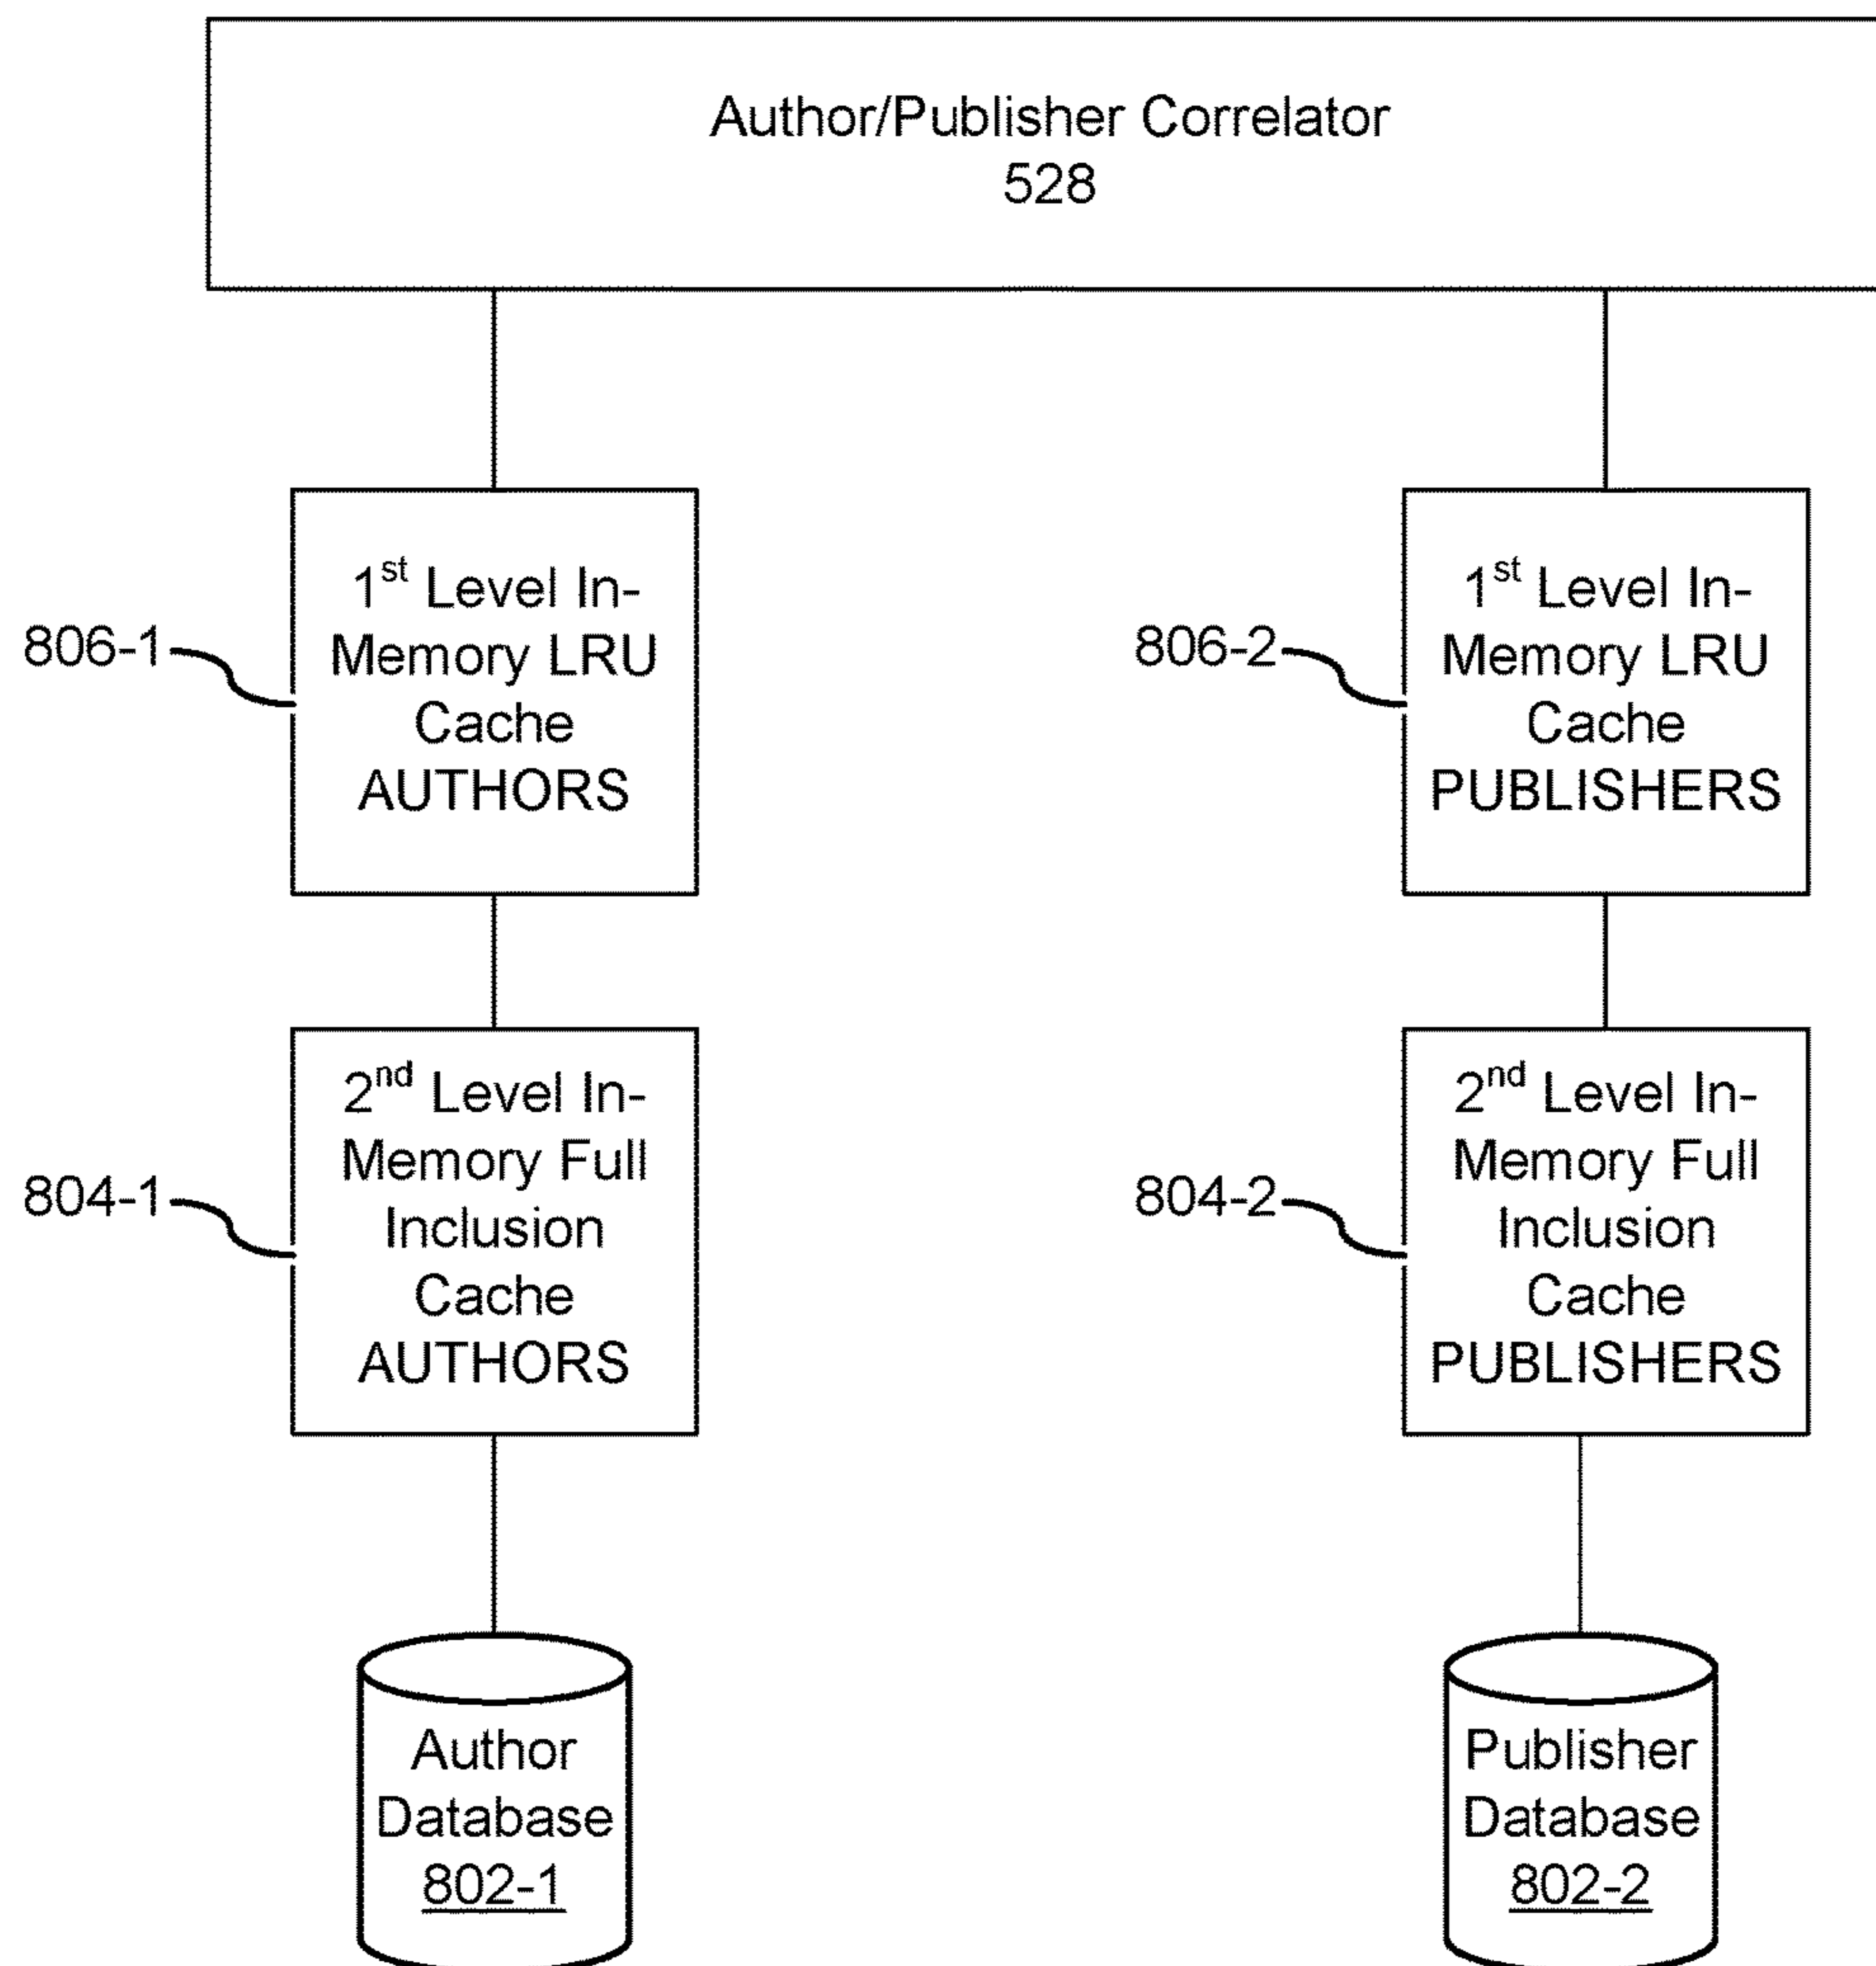 Author/Publisher Correlator
528
806-1
1st Level In-
Memory LRU
Cache
AUTHORS
806-2
1st Level In-
Memory LRU
Cache
PUBLISHERS
804-1
2nd Level In-
Memory Full
Inclusion
Cache
AUTHORS
804-2
2nd Level In-
Memory Full
Inclusion
Cache
PUBLISHERS
Author
Database
802-1
Publisher
Database
802-2